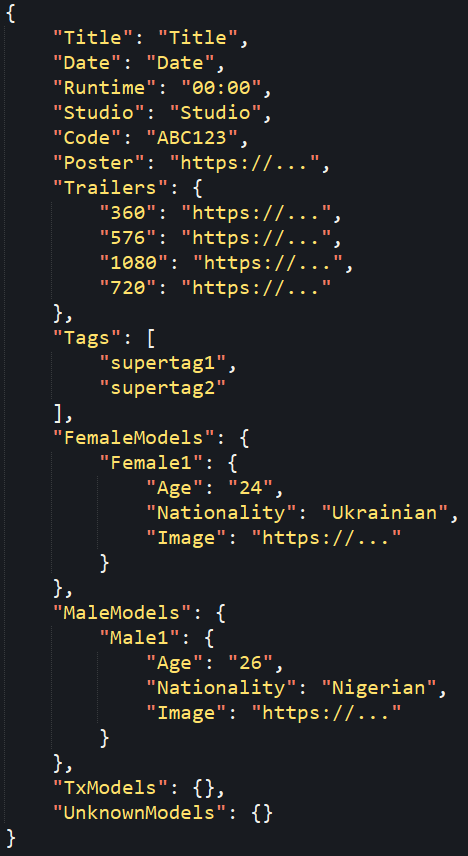 {
    "Title": "Title",
    "Date": "Date",
    "Runtime": "00:00",
    "Studio": "Studio",
    "Code": "ABC123",
    "Poster": "https://...",
    "Trailers": {
        "360": "https://...",
        "576": "https://...",
        "1080": "https://...",
        "720": "https://..."
    },
    "Tags": [
        "supertag1",
        "supertag2"
    ],
    "FemaleModels": {
        "Female1": {
            "Age": "24",
            "Nationality": "Ukrainian",
            "Image": "https://..."
        }
    },
    "MaleModels": {
        "Male1": {
            "Age": "26",
            "Nationality": "Nigerian",
            "Image": "https://..."
        }
    },
    "TxModels": {},
    "UnknownModels": {}
}